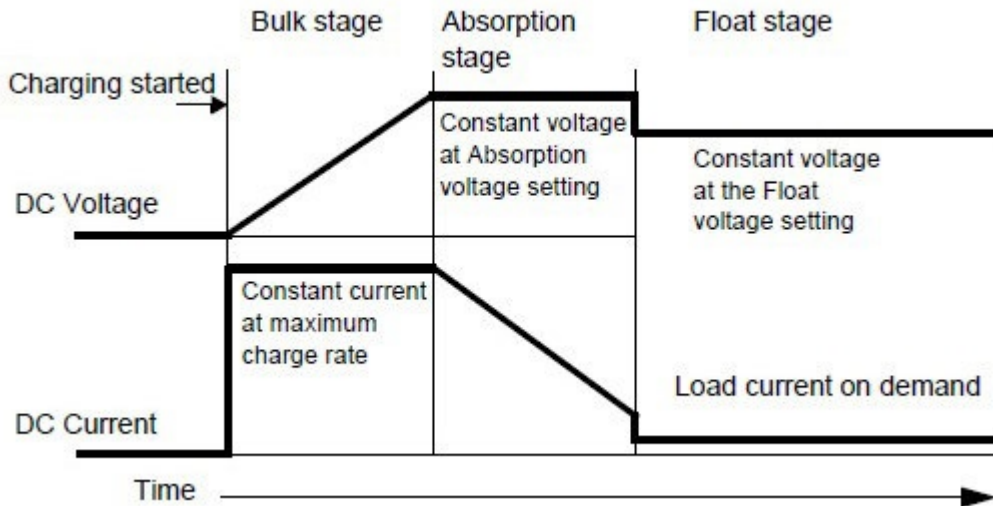 Bulk stage
Absorption
stage
Float stage
Charging started
Constant voltage
at Absorption
voltage setting
Constant voltage
at the Float
voltage setting
DC Voltage
Constant current
at maximum
charge rate
Load current on demand
DC Current
Time